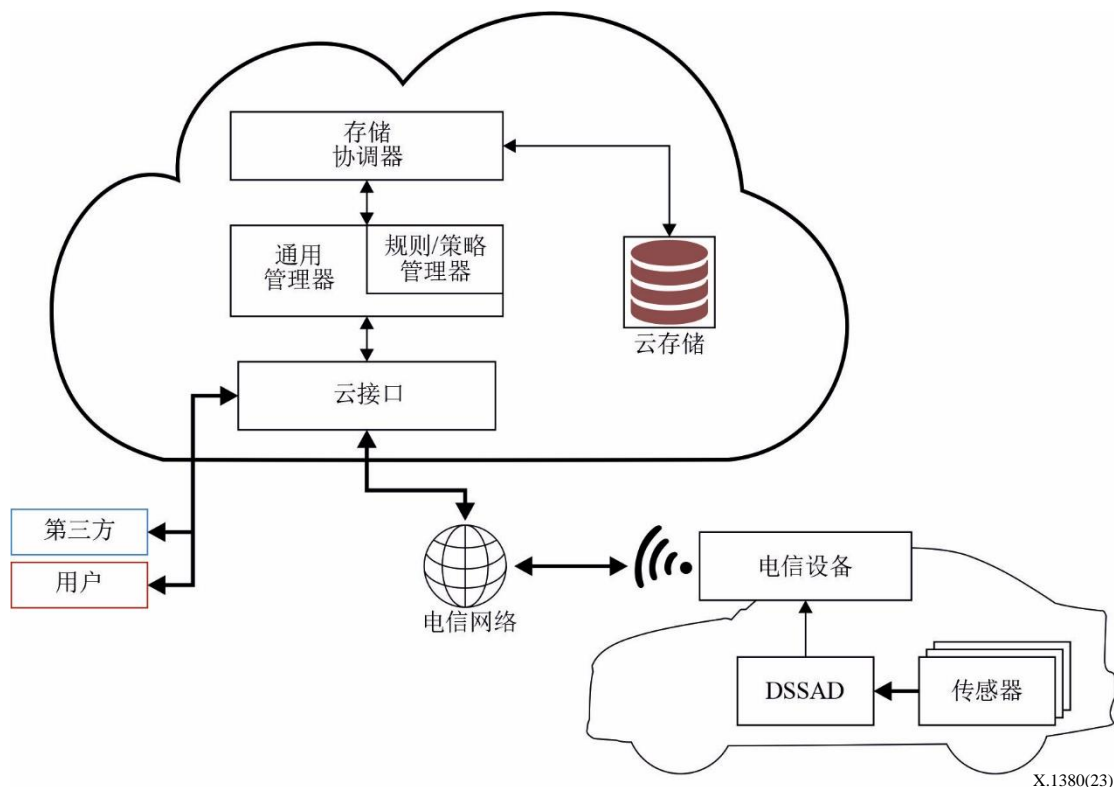 存储
协调器
通用
管理器
规则/策略
管理器
云存储
云接口
第三方
用户
电信网络
电信设备
DSSAD
传感器
X.1380(23)